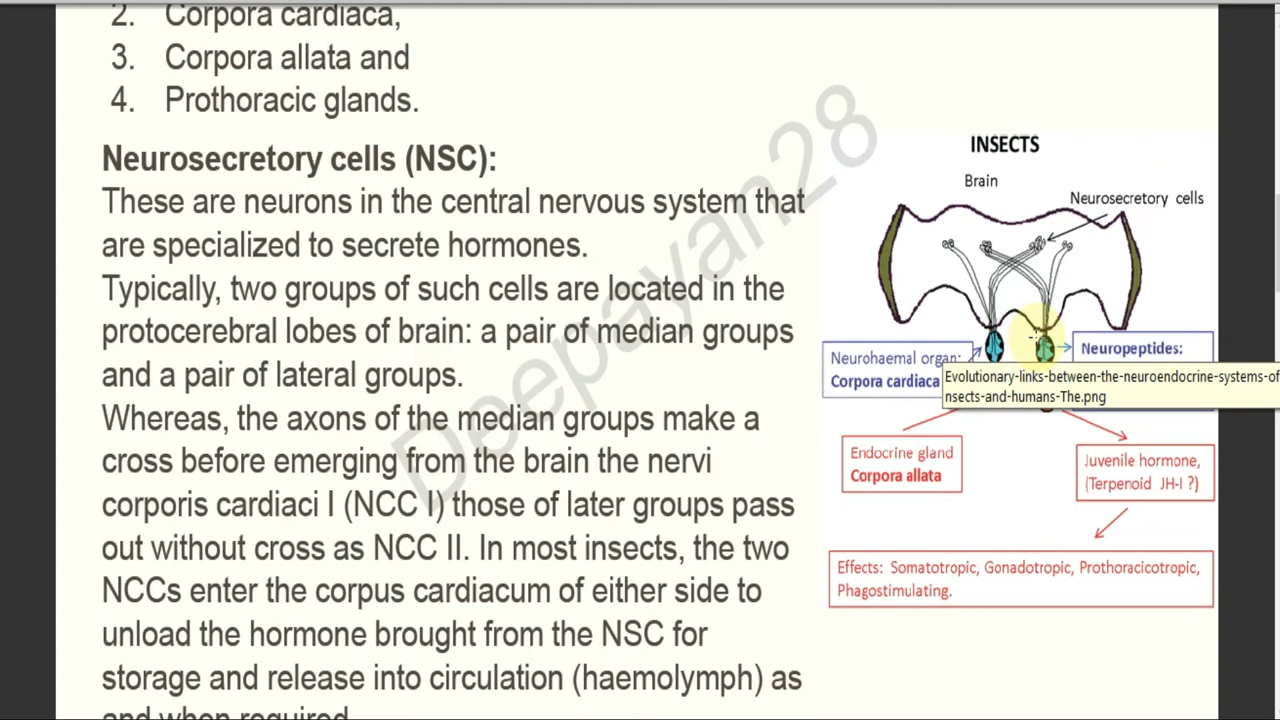 2. Corpora cardiaca,
3. Corpora allata and
4. Prothoracic glands.
Neurosecretory cells (NSC):
These are neurons in the central nervous system that
are specialized to secrete hormones.
Typically, two groups of such cells are located in the
protocerebral lobes of brain: a pair of median groups
and a pair of lateral groups.
Whereas, the axons of the median groups make a
cross before emerging from the brain the nervi
corporis cardiaci I (NCC I) those of later groups pass
out without cross as NCC II. In most insects, the two
NCCs enter the corpus cardiacum of either side to
unload the hormone brought from the NSC for
storage and release into circulation (haemolymph) as
and when required
Deepayan28
INSECTS
Brain
Neurosecretory cells
Neurohaemal organ:
Corpora cardiaca
Neuropeptides:
Evolutionary-links-between-the-neuroendocrine-systems-of
nsects-and-humans-The.png
Endocrine gland
Corpora allata
Juvenile hormone,
(Terpenoid JH-I ?)
Effects: Somatotropic, Gonadotropic, Prothoracicotropic,
Phagostimulating.